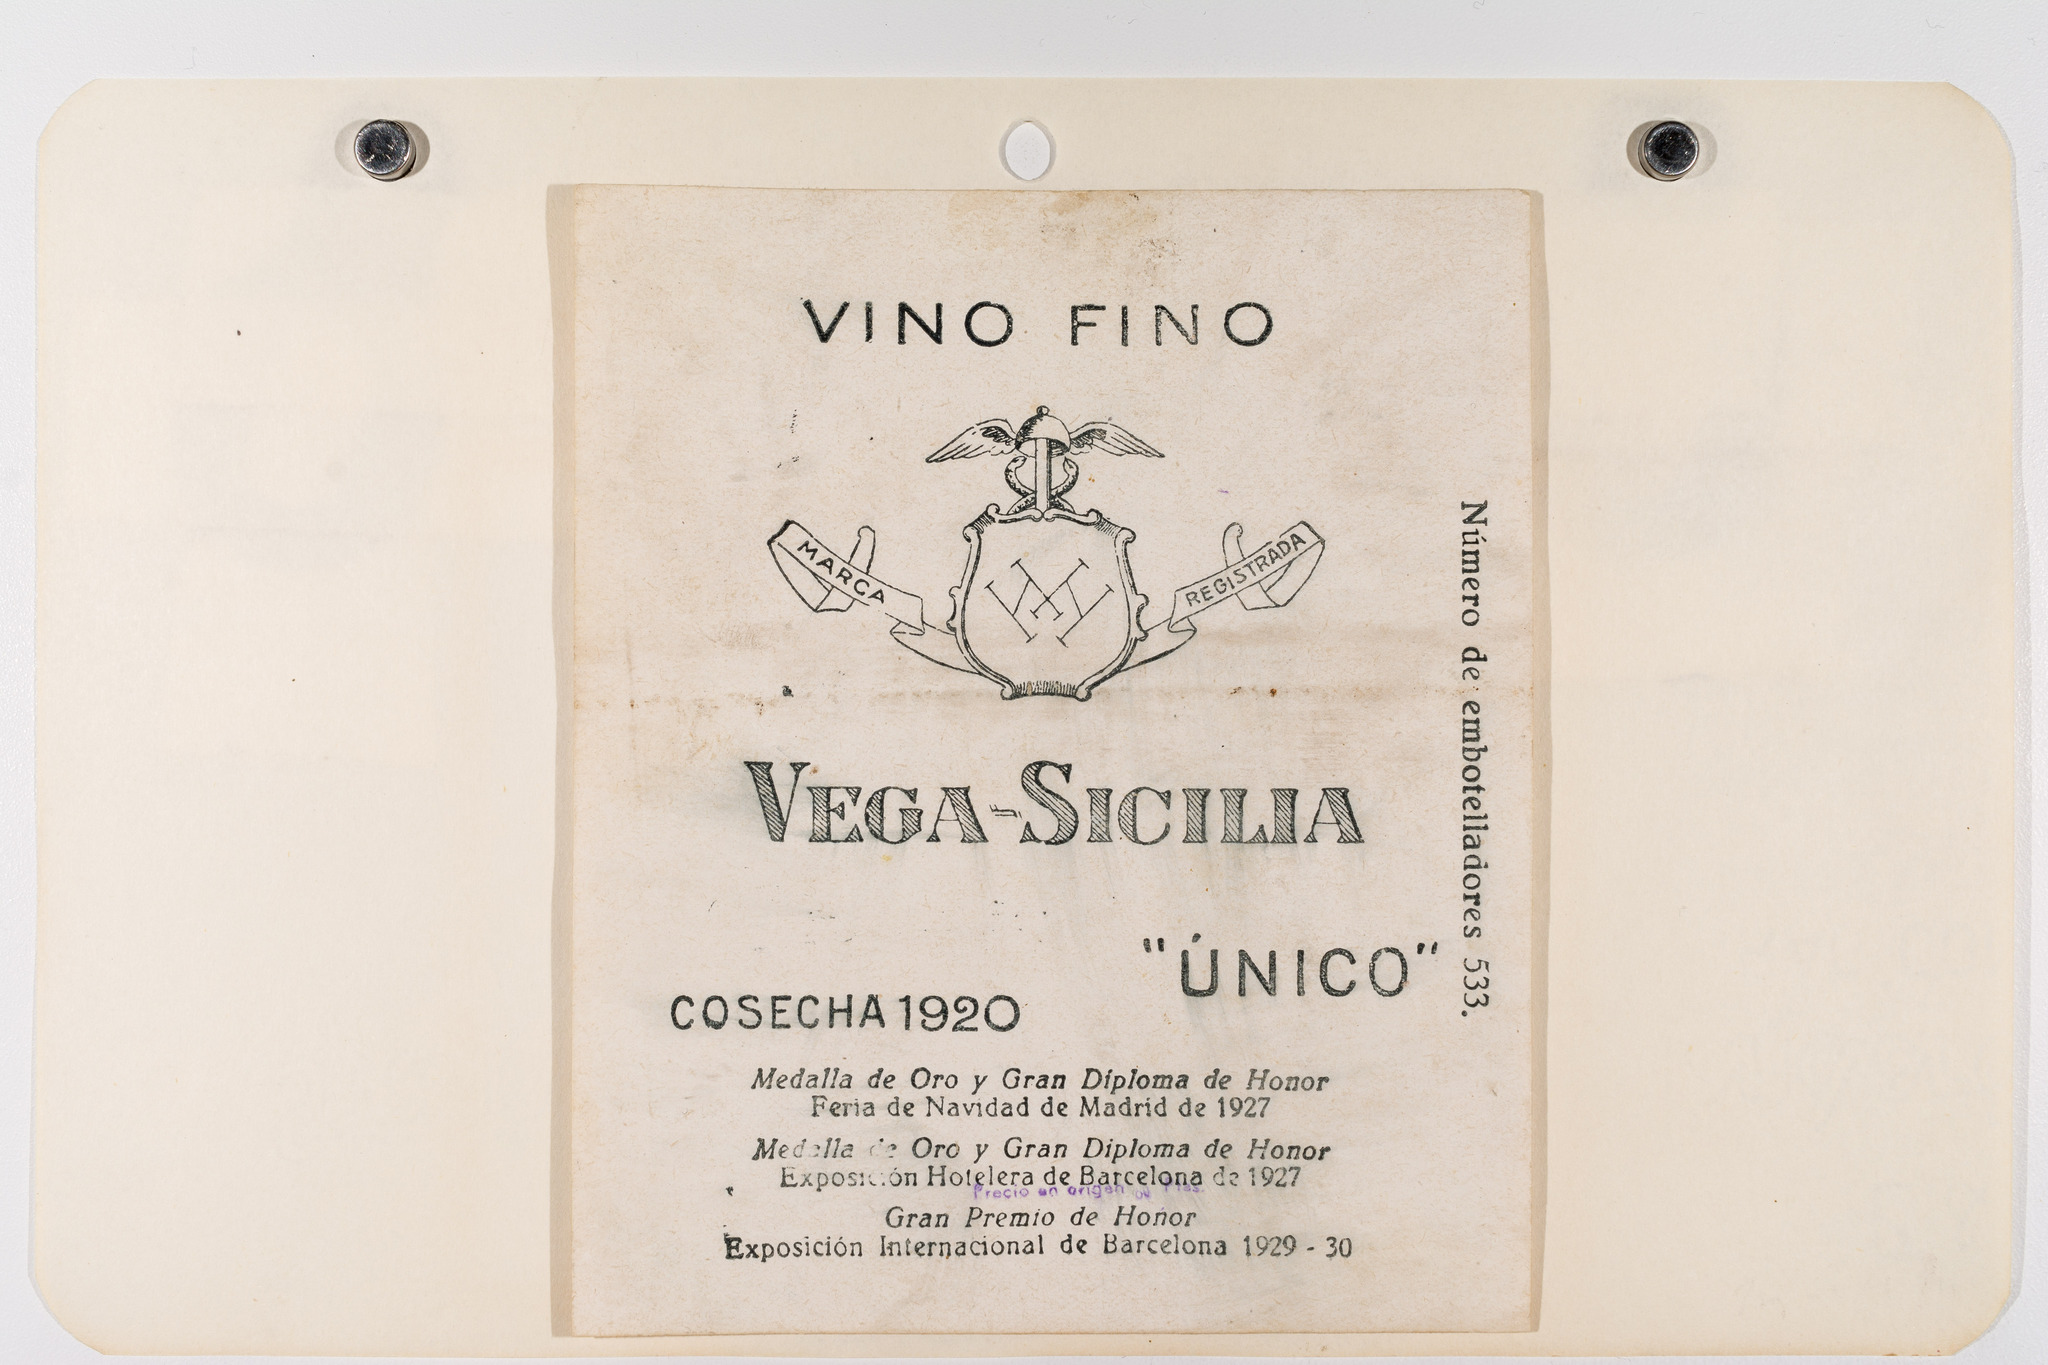 VINO FINO
MARCA
REGISTRADA
VEGA-SICILIA
"ÚNICO"
COSECHA 1920
Medalla de Oro y Gran Diploma de Honor
Feria de Navidad de Madrid de 1927
Medalla de Oro y Gran Diploma de Honor
Exposición Hotelera de Barcelona de 1927
Precio en origen
Gran Premio de Honor
Exposición Internacional de Barcelona 1929 - 30
Número de embotelladores 533.